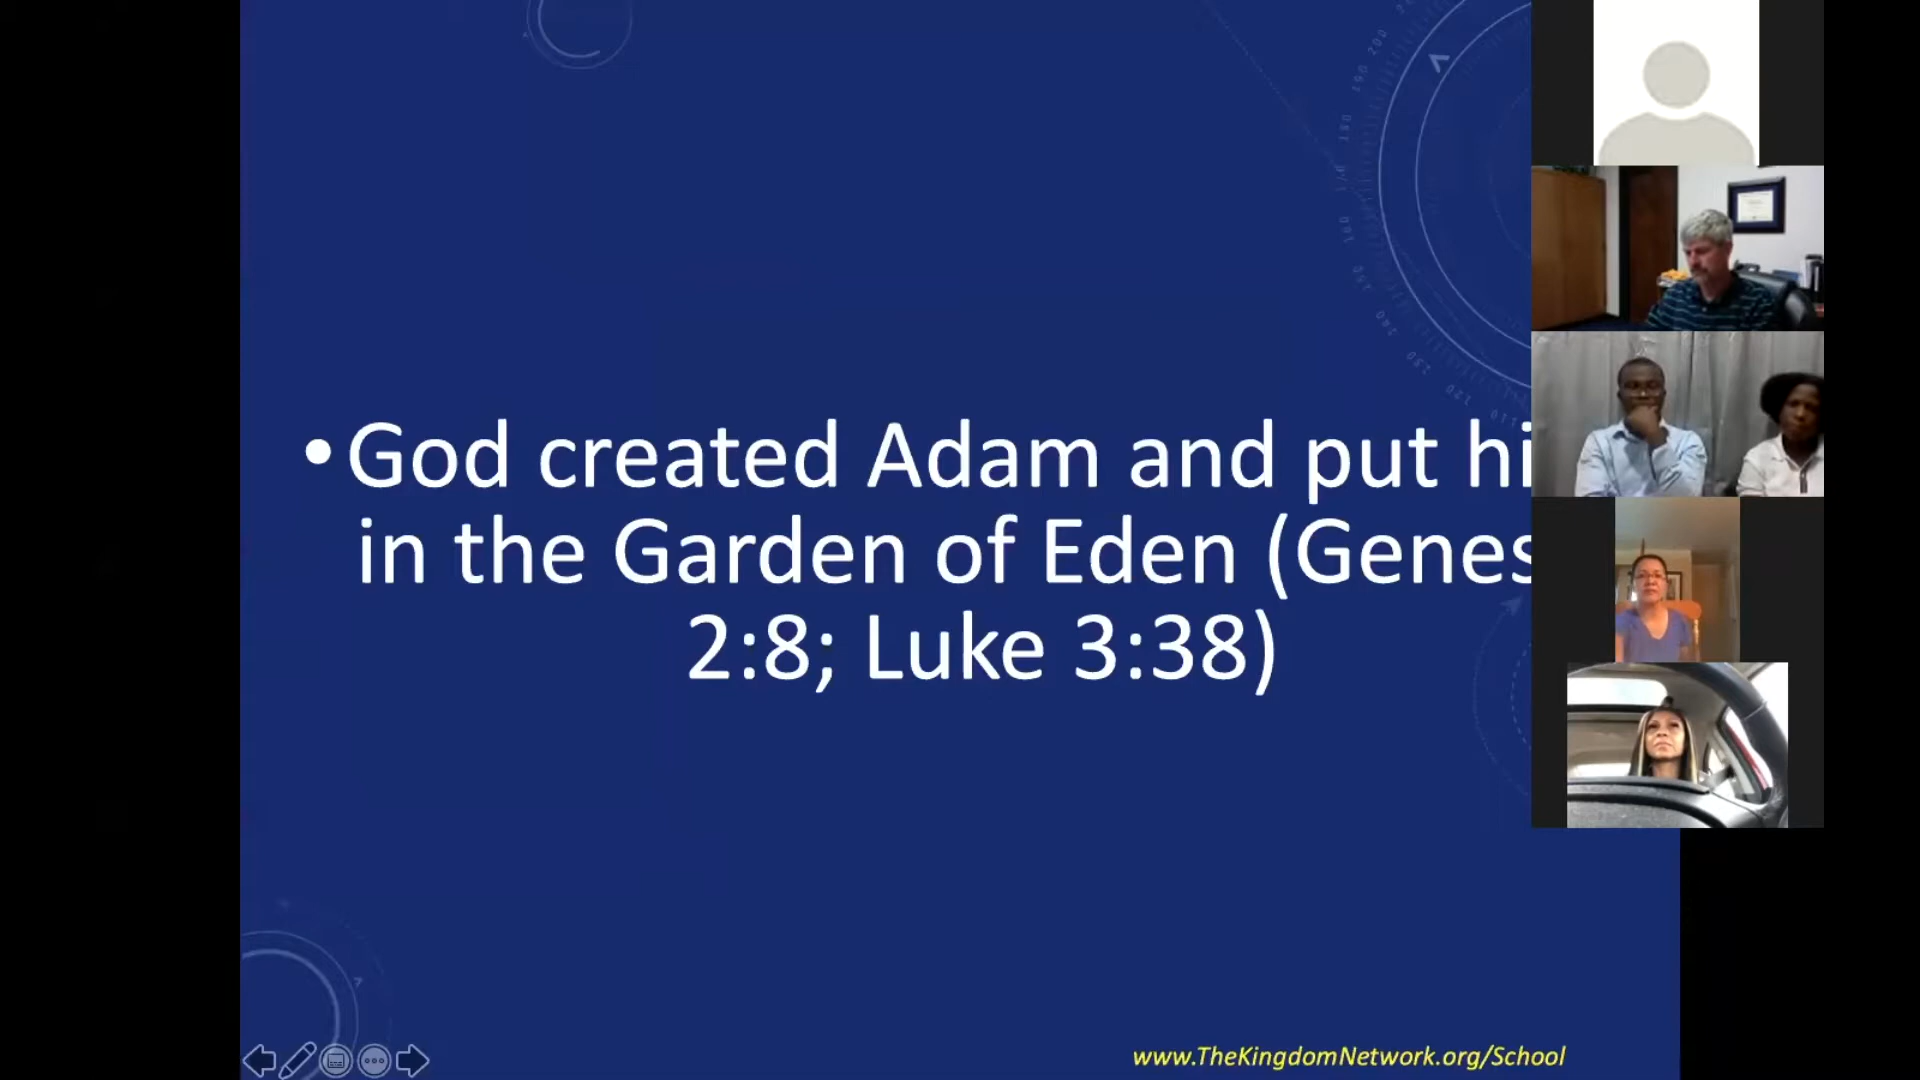 • God created Adam and put hi
in the Garden of Eden (Genes
2:8; Luke 3:38)
www.TheKingdomNetwork.org/School